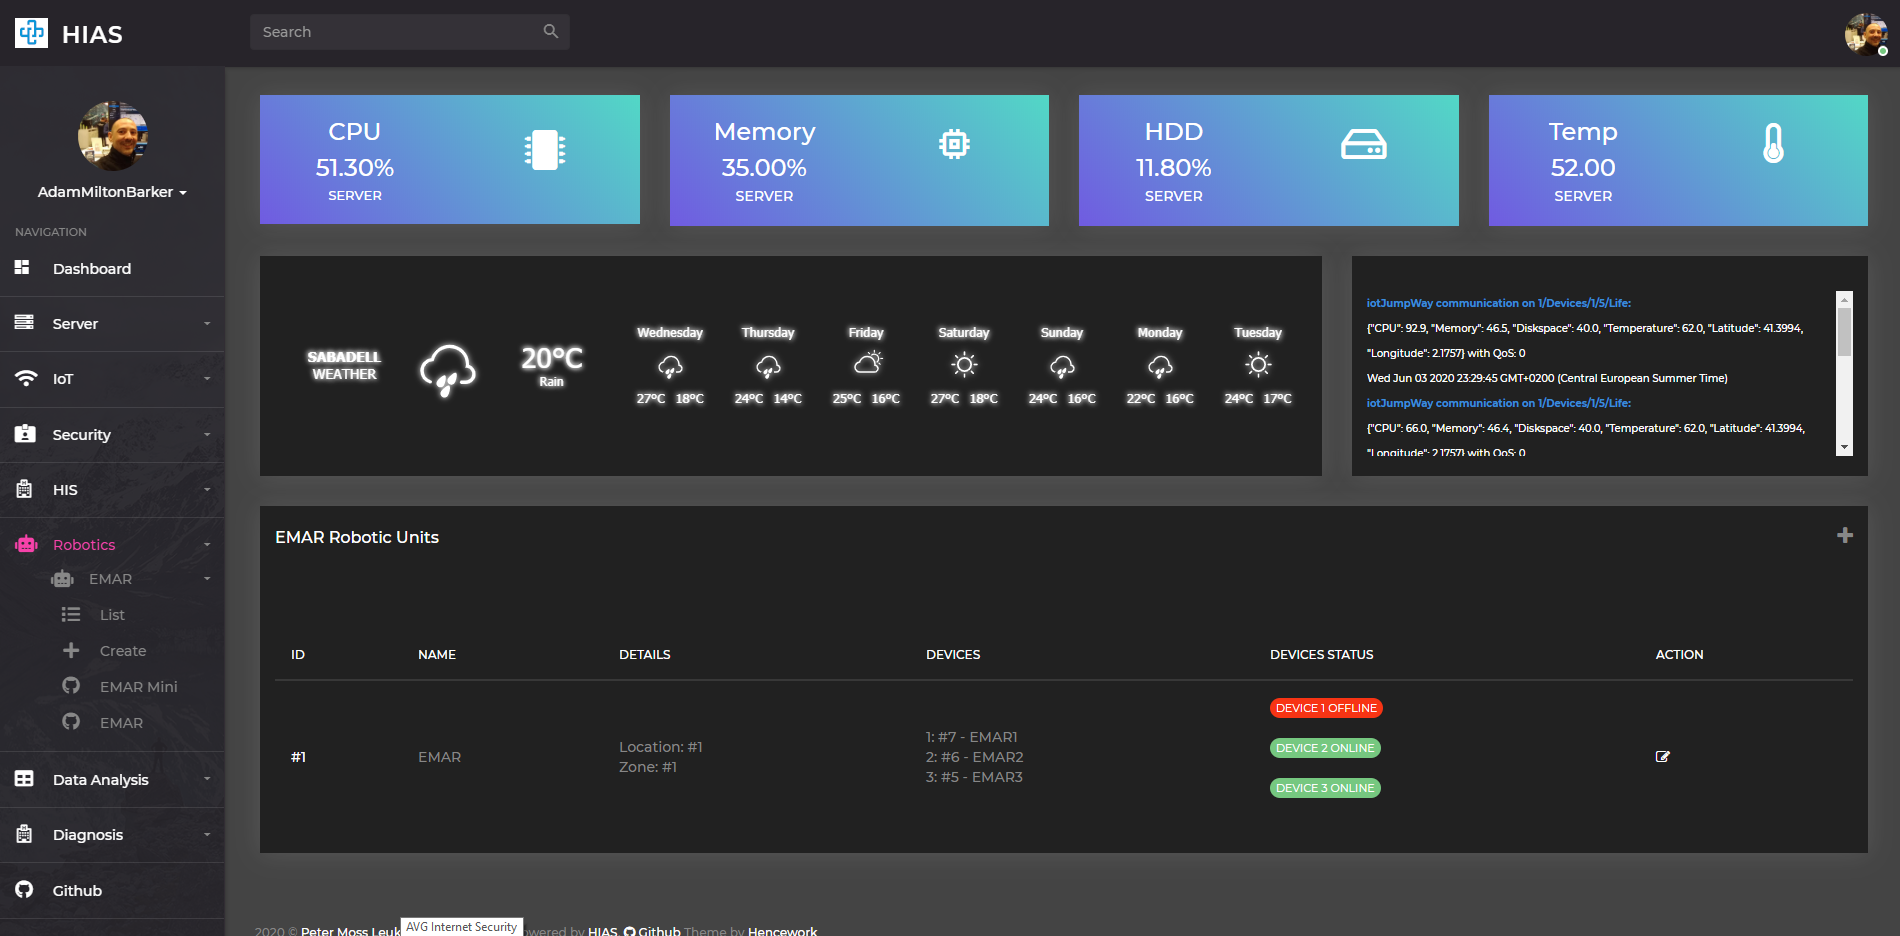 HIAS
Search
AdamMiltonBarker
NAVIGATION
Dashboard
Server
IoT
Security
HIS
Robotics
EMAR
List
Create
EMAR Mini
EMAR
Data Analysis
Diagnosis
Github
CPU
51.30%
SERVER
Memory
35.00%
SERVER
HDD
11.80%
SERVER
Temp
52.00
SERVER
SABADELL
WEATHER
20°C
Rain
Wednesday Thursday Friday Saturday Sunday Monday Tuesday
27°C 18°C 24°C 14°C 25°C 16°C 27°C 18°C 24°C 16°C 22°C 16°C 24°C 17°C
iotJumpWay communication on 1/Devices/1/5/Life:
{"CPU": 92.9, "Memory": 46.5, "Diskspace": 40.0, "Temperature": 62.0, "Latitude": 41.3994,
"Longitude": 2.1757} with QoS: 0
Wed Jun 03 2020 23:29:45 GMT+0200 (Central European Summer Time)
iotJumpWay communication on 1/Devices/1/5/Life:
{"CPU": 66.0, "Memory": 46.4, "Diskspace": 40.0, "Temperature": 62.0, "Latitude": 41.3994,
"Longitude": 2.1757} with QoS: 0
EMAR Robotic Units
ID NAME DETAILS DEVICES DEVICES STATUS ACTION
#1
EMAR
Location: #1
Zone: #1
1: #7 - EMAR1
2: #6 - EMAR2
3: #5 - EMAR3
DEVICE 1 OFFLINE
DEVICE 2 ONLINE
DEVICE 3 ONLINE
2020 © Peter Moss Leuk
AVG Internet Security
owered by HIAS. Github Theme by Hencework